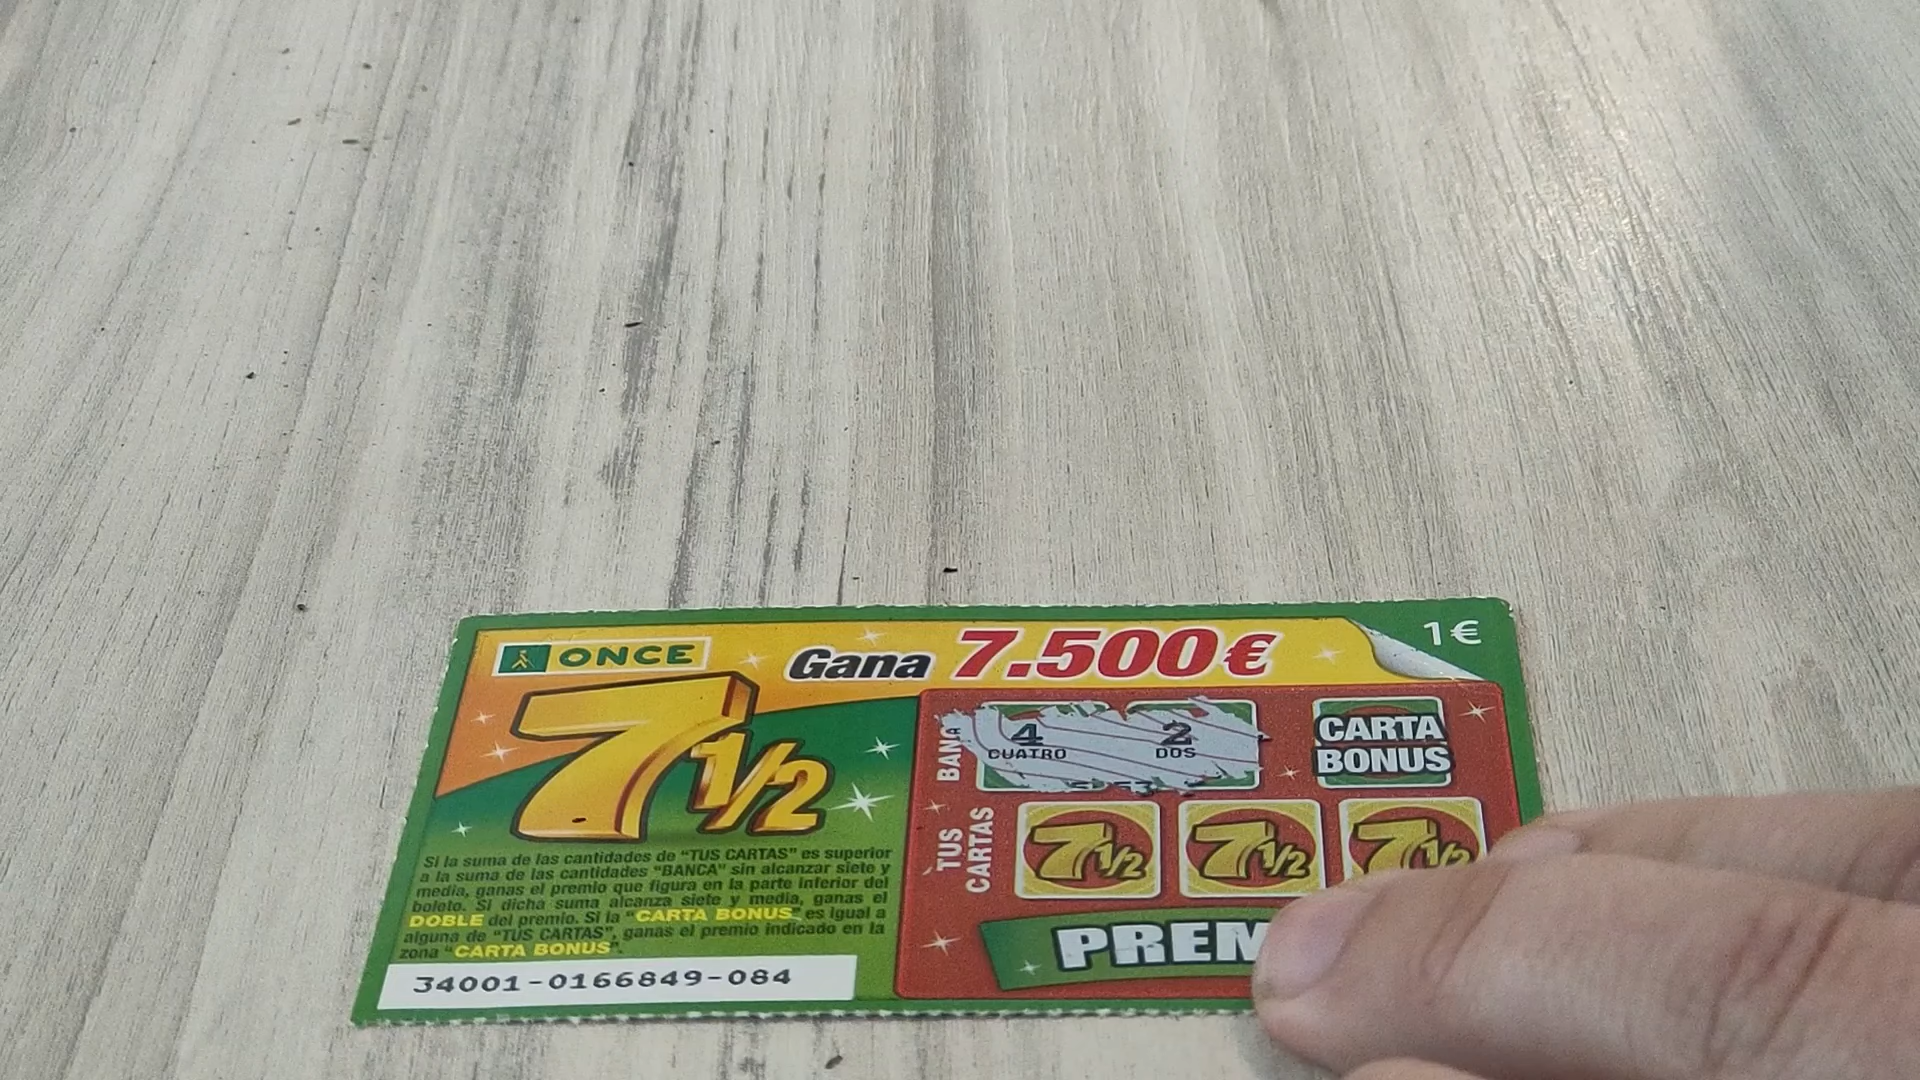 ONCE
Gana 7.500€
1€
7 1/2
BAN
4
CUATRO
2
DOS
CARTA
BONUS
TUS
CARTAS
7 1/2
7 1/2
7 1/2
Si la suma de las cantidades de "TUS CARTAS" es superior
a la suma de las cantidades "BANCA" sin alcanzar siete y
media, ganas el premio que figura en la parte inferior del
boleto. Si dicha suma alcanza siete y media, ganas el
DOBLE del premio. Si la "CARTA BONUS" es igual a
alguna de "TUS CARTAS", ganas el premio indicado en la
zona "CARTA BONUS".
PREM
34001-0166849-084